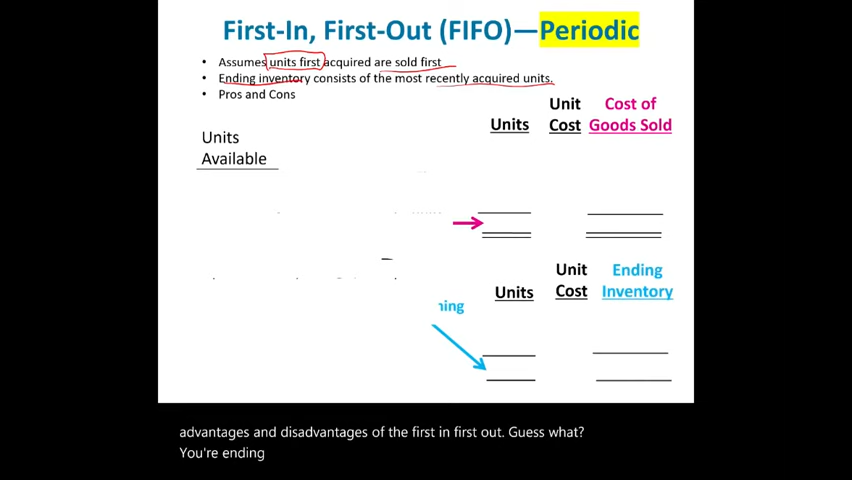 First-In, First-Out (FIFO)—Periodic
• Assumes units first acquired are sold first
• Ending inventory consists of the most recently acquired units.
• Pros and Cons
Units
Available
Units
Unit
Cost
Cost of
Goods Sold
Units
Unit
Cost
Ending
Inventory
advantages and disadvantages of the first in first out. Guess what?
You're ending